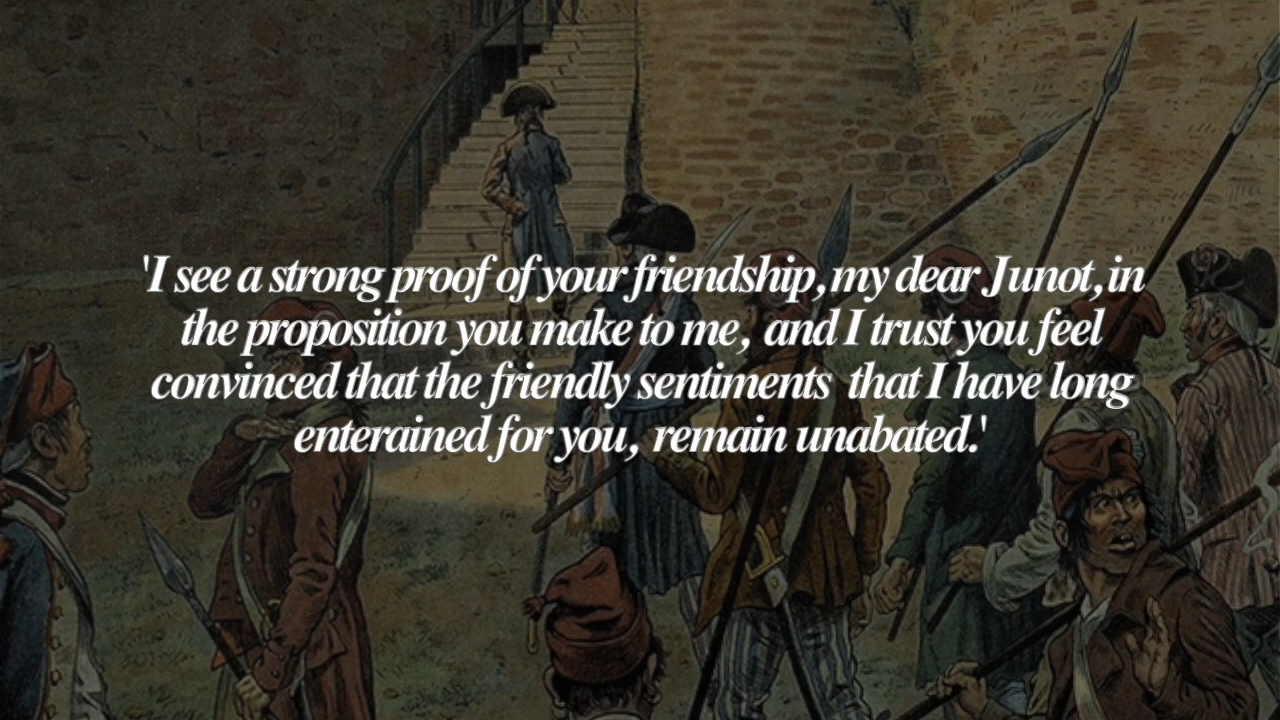 'I see a strong proof of your friendship, my dear Junot, in
the proposition you make to me, and I trust you feel
convinced that the friendly sentiments that I have long
enterained for you, remain unabated.'